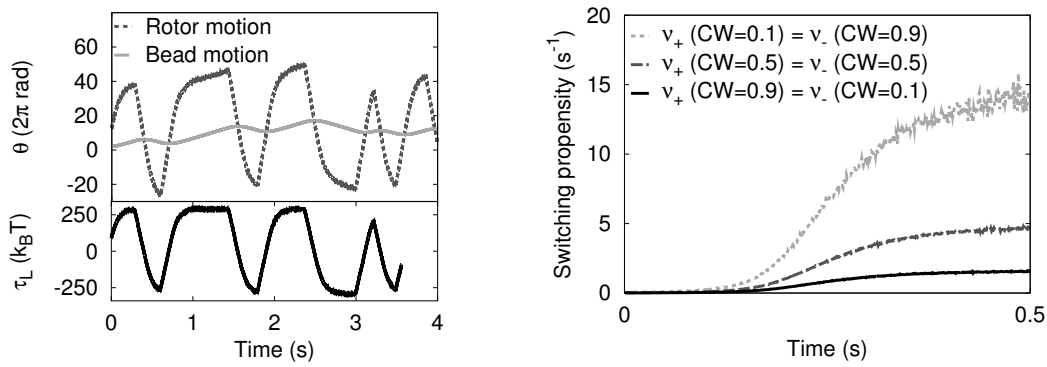 Rotor motion
Bead motion
60
40
20
0
-20
θ (2π rad)
250
0
-250
τL (kBT)
0 1 2 3 4
Time (s)
20
15
10
5
0
Switching propensity (s-1)
ν+ (CW=0.1) = ν- (CW=0.9)
ν+ (CW=0.5) = ν- (CW=0.5)
ν+ (CW=0.9) = ν- (CW=0.1)
0 0.5
Time (s)